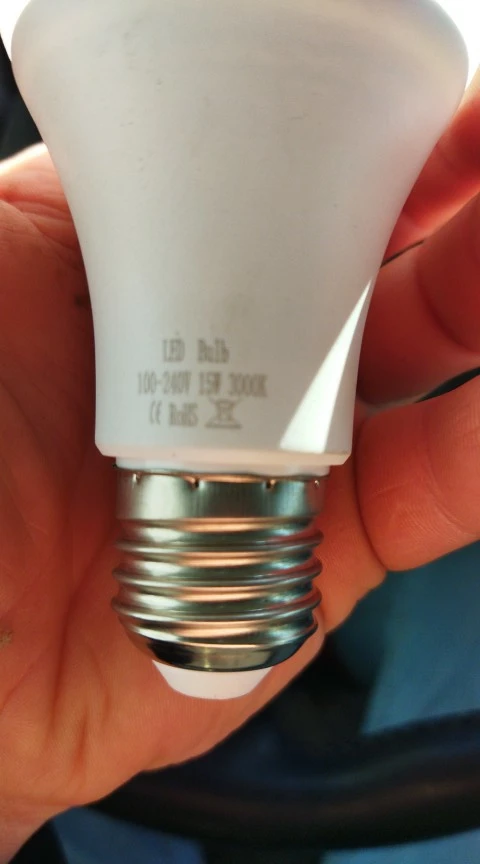 LED Bulb
100-240V 15W 3000K
CE RoHS